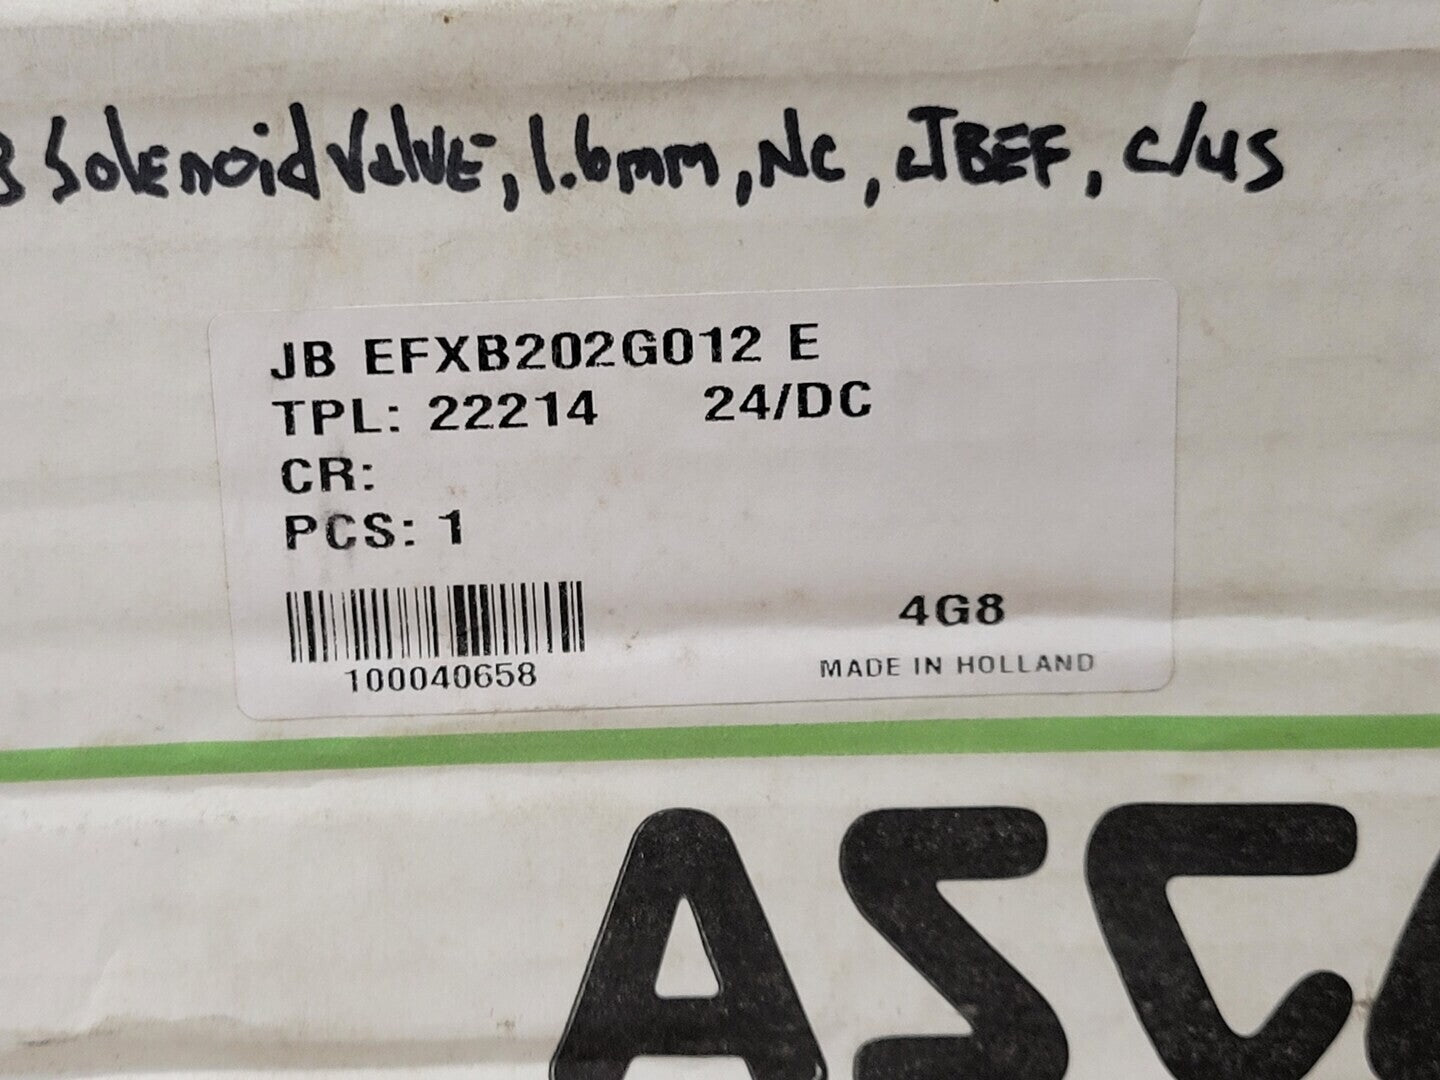 Solenoid Valve, 1.6mm, NC, JBEF, c/us
JB EFXB202G012 E
TPL: 22214 24/DC
CR:
PCS: 1
100040658
4G8
MADE IN HOLLAND
ASC